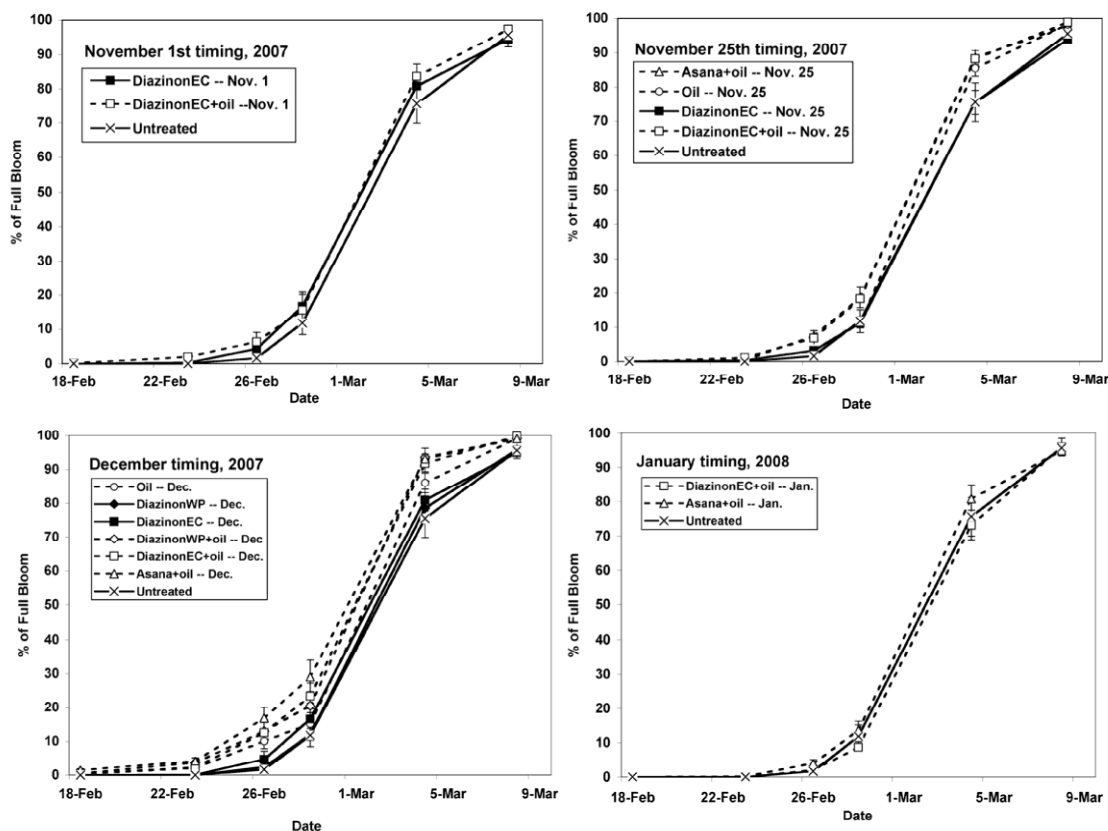 November 1st timing, 2007
DiazinonEC -- Nov. 1
DiazinonEC+oil --Nov. 1
Untreated
% of Full Bloom
100
90
80
70
60
50
40
30
20
10
0
18-Feb 22-Feb 26-Feb 1-Mar 5-Mar 9-Mar
Date
November 25th timing, 2007
Asana+oil -- Nov. 25
Oil -- Nov. 25
DiazinonEC -- Nov. 25
DiazinonEC+oil -- Nov. 25
Untreated
% of Full Bloom
100
90
80
70
60
50
40
30
20
10
0
18-Feb 22-Feb 26-Feb 1-Mar 5-Mar 9-Mar
Date
December timing, 2007
Oil -- Dec.
DiazinonWP -- Dec.
DiazinonEC -- Dec.
DiazinonWP+oil -- Dec
DiazinonEC+oil -- Dec.
Asana+oil -- Dec.
Untreated
% of Full Bloom
100
90
80
70
60
50
40
30
20
10
0
18-Feb 22-Feb 26-Feb 1-Mar 5-Mar 9-Mar
Date
January timing, 2008
DiazinonEC+oil -- Jan.
Asana+oil -- Jan.
Untreated
% of Full Bloom
100
90
80
70
60
50
40
30
20
10
0
18-Feb 22-Feb 26-Feb 1-Mar 5-Mar 9-Mar
Date